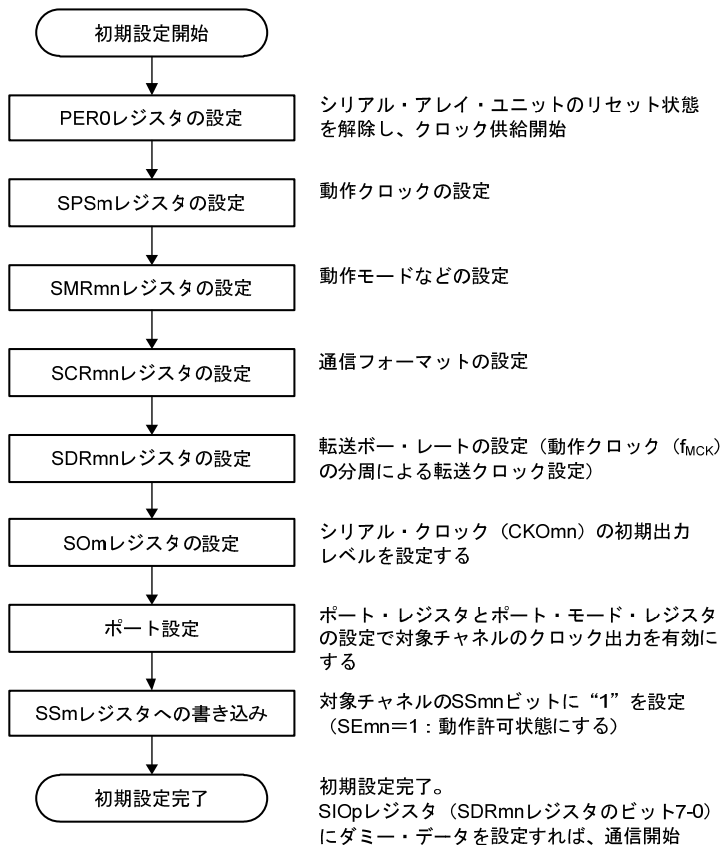 初期設定開始
PER0レジスタの設定
シリアル・アレイ・ユニットのリセット状態
を解除し、クロック供給開始
SPSmレジスタの設定
動作クロックの設定
SMRmnレジスタの設定
動作モードなどの設定
SCRmnレジスタの設定
通信フォーマットの設定
SDRmnレジスタの設定
転送ボー・レートの設定（動作クロック（fMCK）
の分周による転送クロック設定）
SOmレジスタの設定
シリアル・クロック（CKOmn）の初期出力
レベルを設定する
ポート設定
ポート・レジスタとポート・モード・レジスタ
の設定で対象チャネルのクロック出力を有効に
する
SSmレジスタへの書き込み
対象チャネルのSSmnビットに“1”を設定
（SEmn＝1：動作許可状態にする）
初期設定完了
初期設定完了。
SIOpレジスタ（SDRmnレジスタのビット7-0）
にダミー・データを設定すれば、通信開始